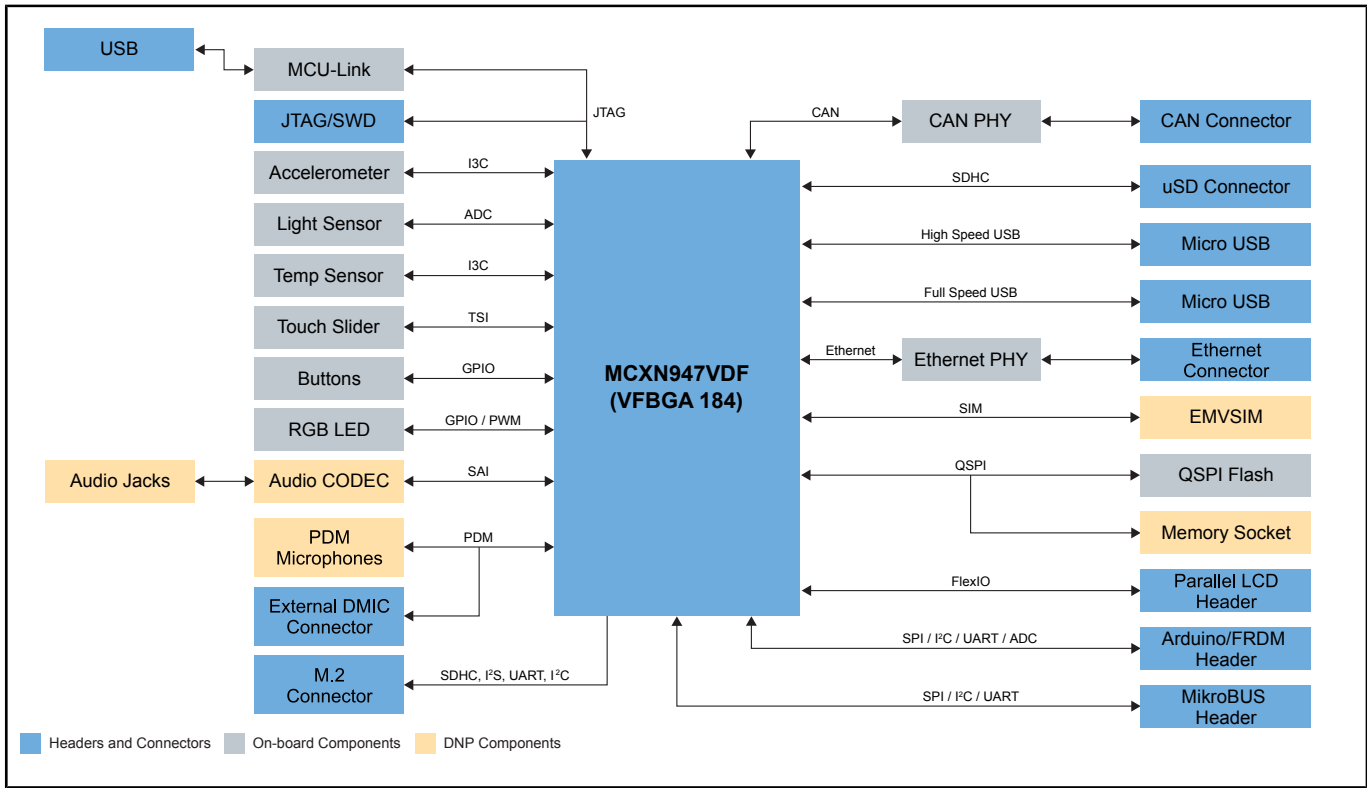 USB
MCU-Link
JTAG/SWD
JTAG
Accelerometer
I3C
Light Sensor
ADC
Temp Sensor
I3C
Touch Slider
TSI
Buttons
GPIO
RGB LED
GPIO / PWM
Audio Jacks
Audio CODEC
SAI
PDM
Microphones
PDM
External DMIC
Connector
M.2
Connector
SDHC, I²S, UART, I²C
MCXN947VDF
(VFBGA 184)
CAN
CAN PHY
CAN Connector
SDHC
uSD Connector
High Speed USB
Micro USB
Full Speed USB
Micro USB
Ethernet
Ethernet PHY
Ethernet
Connector
SIM
EMVSIM
QSPI
QSPI Flash
Memory Socket
FlexIO
Parallel LCD
Header
SPI / I²C / UART / ADC
Arduino/FRDM
Header
SPI / I²C / UART
MikroBUS
Header
Headers and Connectors
On-board Components
DNP Components